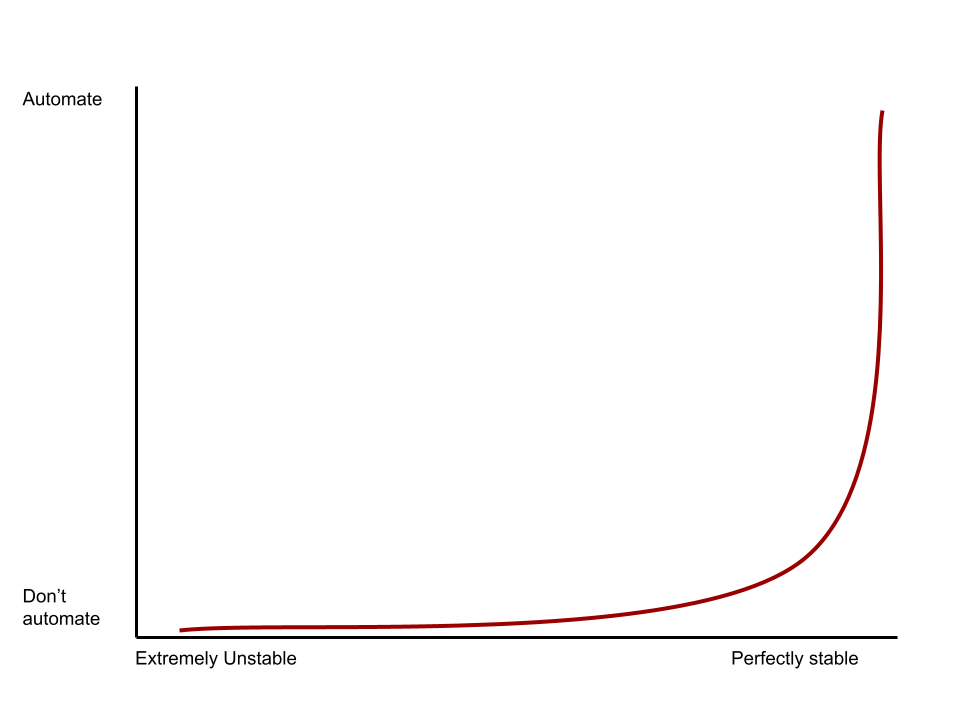 Automate
Don’t
automate
Extremely Unstable
Perfectly stable